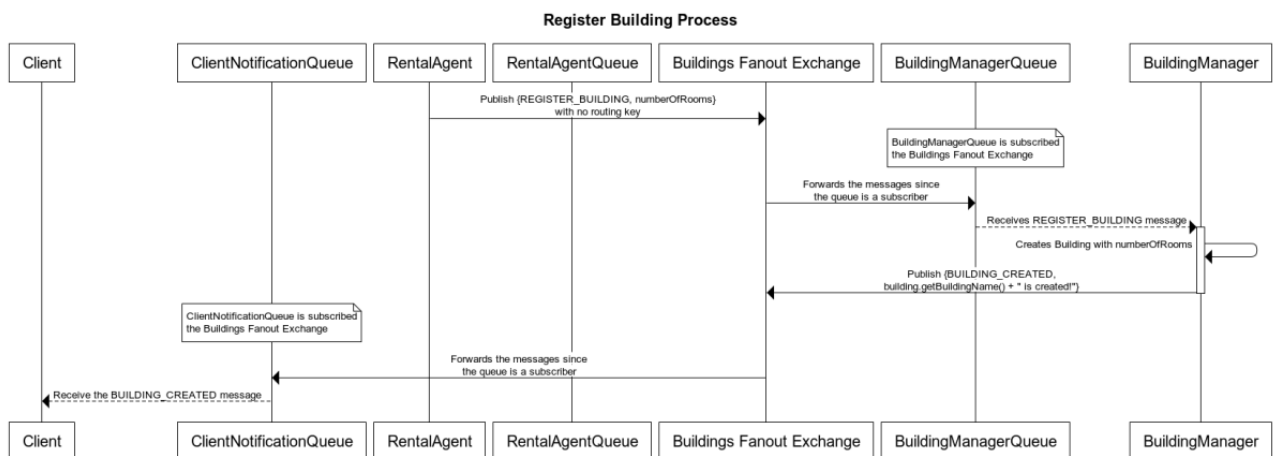 Register Building Process
Client
ClientNotificationQueue
RentalAgent
RentalAgentQueue
Buildings Fanout Exchange
BuildingManagerQueue
BuildingManager
Publish {REGISTER_BUILDING, numberOfRooms}
with no routing key
BuildingManagerQueue is subscribed
the Buildings Fanout Exchange
Forwards the messages since
the queue is a subscriber
Receives REGISTER_BUILDING message
Creates Building with numberOfRooms
Publish {BUILDING_CREATED,
building.getBuildingName() + " is created!"}
ClientNotificationQueue is subscribed
the Buildings Fanout Exchange
Forwards the messages since
the queue is a subscriber
Receive the BUILDING_CREATED message
Client
ClientNotificationQueue
RentalAgent
RentalAgentQueue
Buildings Fanout Exchange
BuildingManagerQueue
BuildingManager